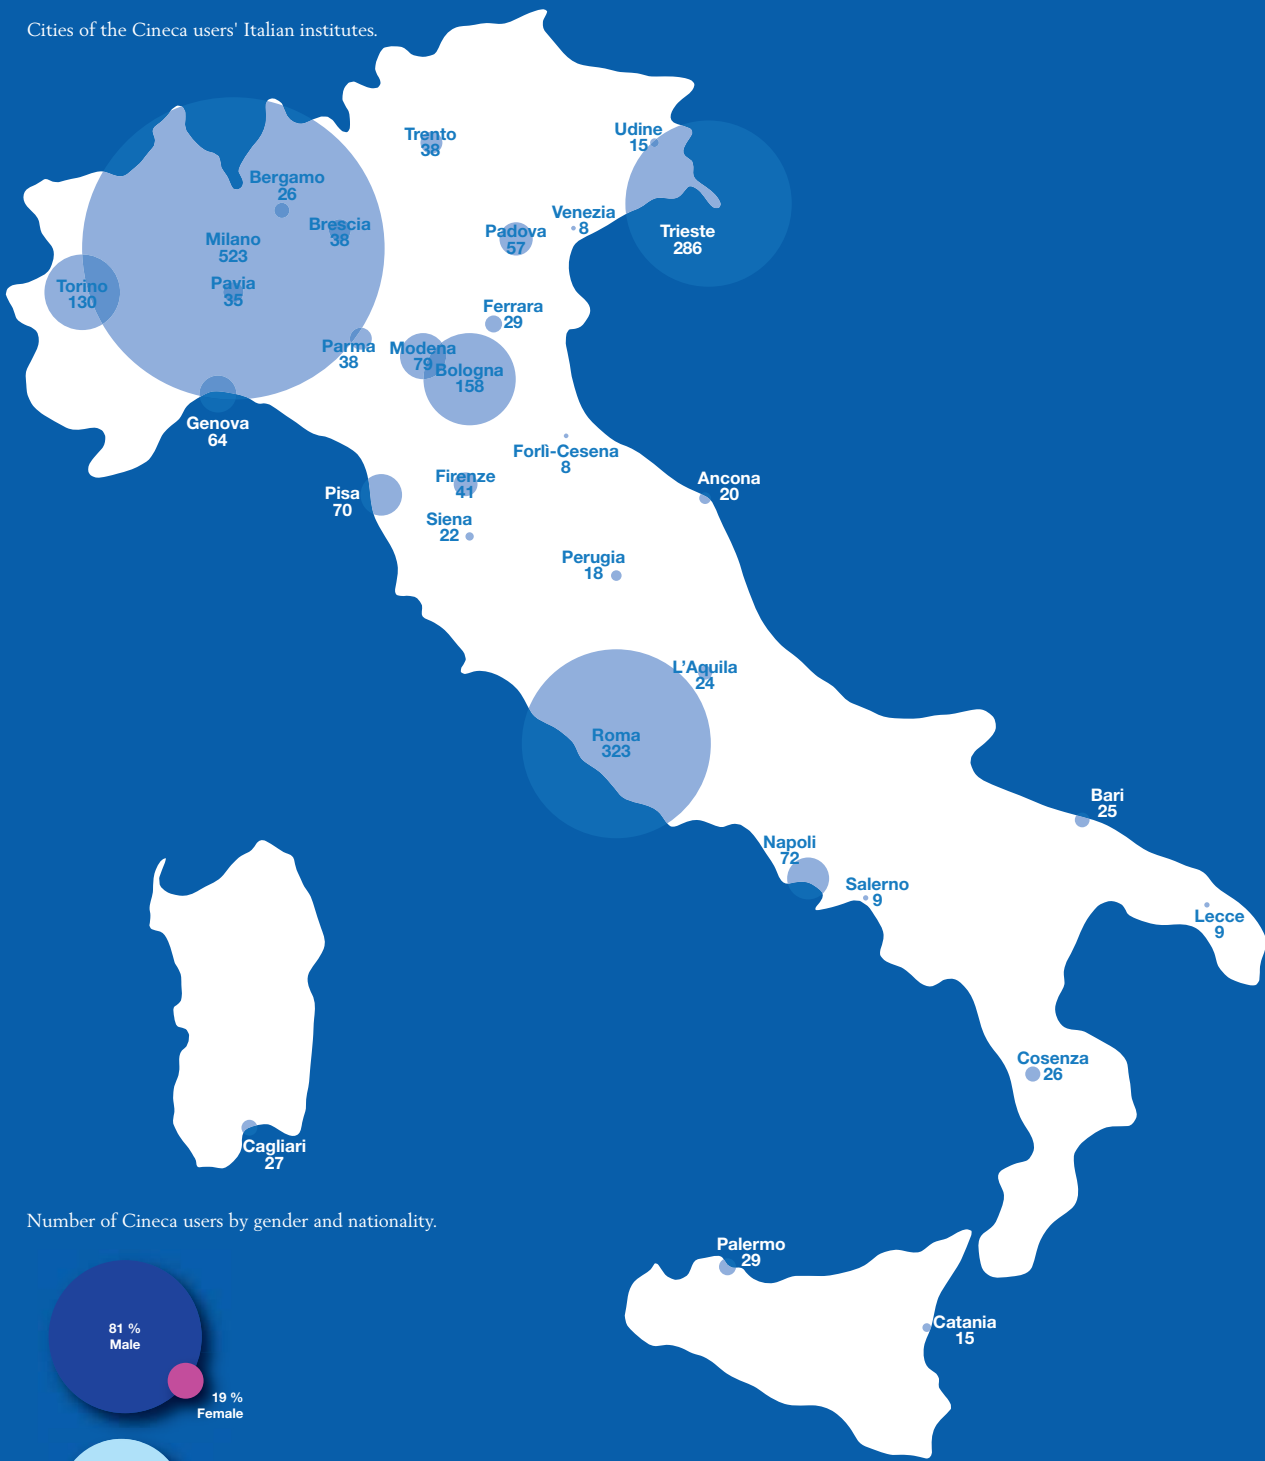 Cities of the Cineca users' Italian institutes.
Trento
38
Udine
15
Bergamo
26
Brescia
38
Milano
523
Pavia
35
Torino
130
Padova
57
Venezia
8
Trieste
286
Ferrara
29
Parma
38
Modena
79
Bologna
158
Genova
64
Forlì-Cesena
8
Pisa
70
Firenze
41
Siena
22
Ancona
20
Perugia
18
L'Aquila
24
Roma
323
Bari
25
Napoli
72
Salerno
9
Lecce
9
Cosenza
26
Cagliari
27
Palermo
29
Catania
15
Number of Cineca users by gender and nationality.
81 %
Male
19 %
Female